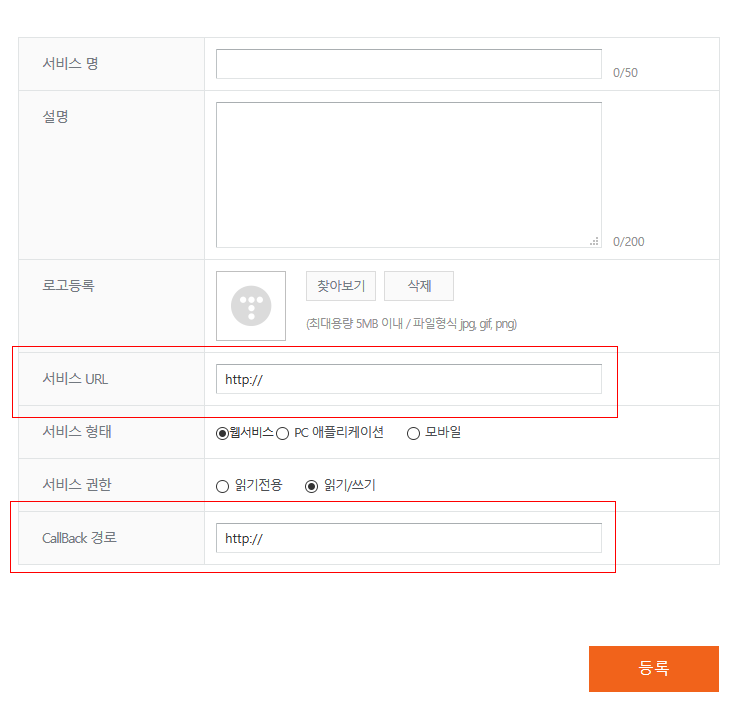 서비스 명
0/50
설명
0/200
로고등록
찾아보기 삭제
(최대용량 5MB 이내 / 파일형식 jpg, gif, png)
서비스 URL http://
서비스 형태 웹서비스 PC 애플리케이션 모바일
서비스 권한 읽기전용 읽기/쓰기
CallBack 경로 http://
등록